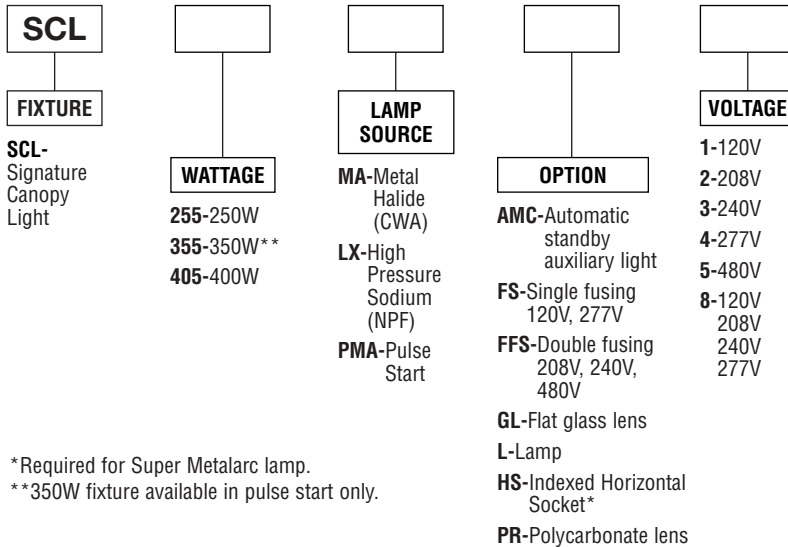 SCL
FIXTURE
SCL-
Signature
Canopy
Light
WATTAGE
255-250W
355-350W**
405-400W
LAMP
SOURCE
MA-Metal
Halide
(CWA)
LX-High
Pressure
Sodium
(NPF)
PMA-Pulse
Start
OPTION
AMC-Automatic
standby
auxiliary light
FS-Single fusing
120V, 277V
FFS-Double fusing
208V, 240V,
480V
GL-Flat glass lens
L-Lamp
HS-Indexed Horizontal
Socket*
PR-Polycarbonate lens
VOLTAGE
1-120V
2-208V
3-240V
4-277V
5-480V
8-120V
208V
240V
277V
*Required for Super Metalarc lamp.
**350W fixture available in pulse start only.